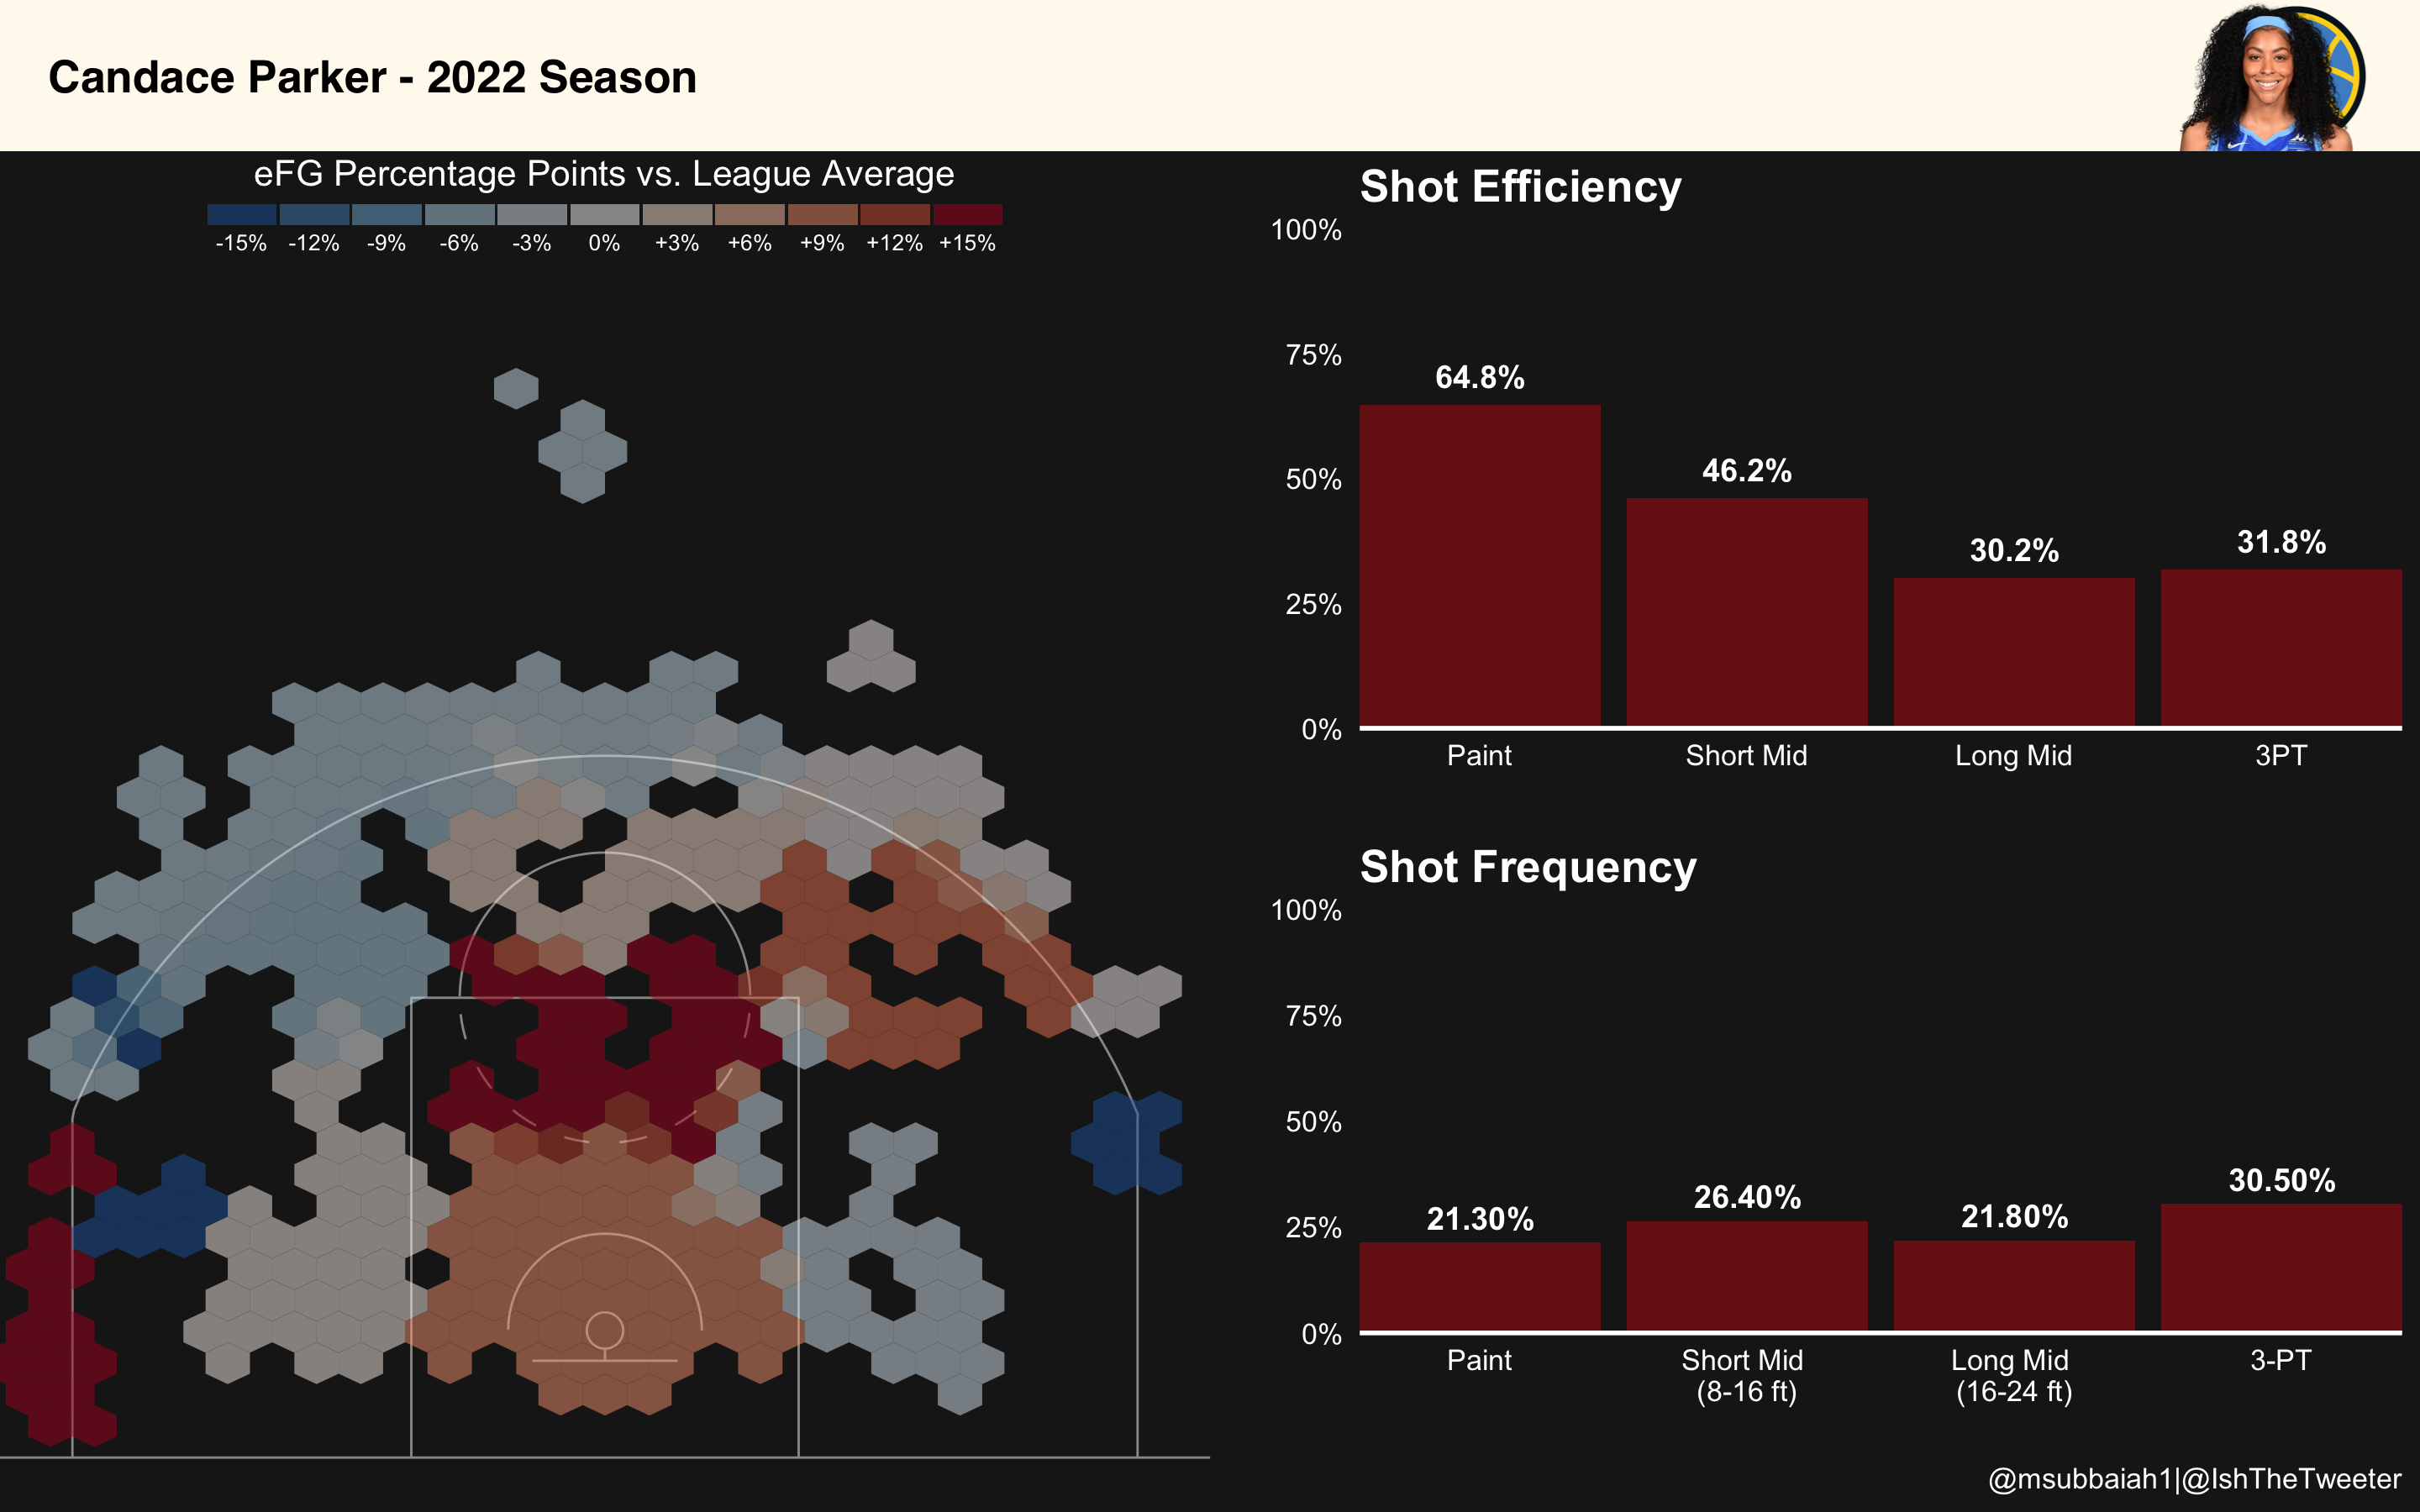 Candace Parker - 2022 Season
eFG Percentage Points vs. League Average
-15% -12% -9% -6% -3% 0% +3% +6% +9% +12% +15%
Shot Efficiency
100%
75%
50%
25%
0%
64.8%
46.2%
30.2%
31.8%
Paint Short Mid Long Mid 3PT
Shot Frequency
100%
75%
50%
25%
0%
21.30%
26.40%
21.80%
30.50%
Paint Short Mid Long Mid 3-PT
(8-16 ft) (16-24 ft)
@msubbaiah1|@IshTheTweeter